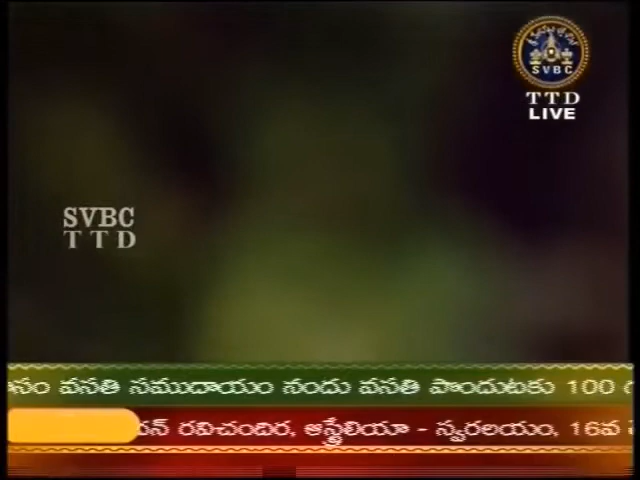 SVBC
TTD
LIVE
SVBC
TTD
వసతి సముదాయం నందు వసతి పొందుటకు 100
రవిచందిర, ఆస్ట్రేలియా - స్వరలయం, 16వ